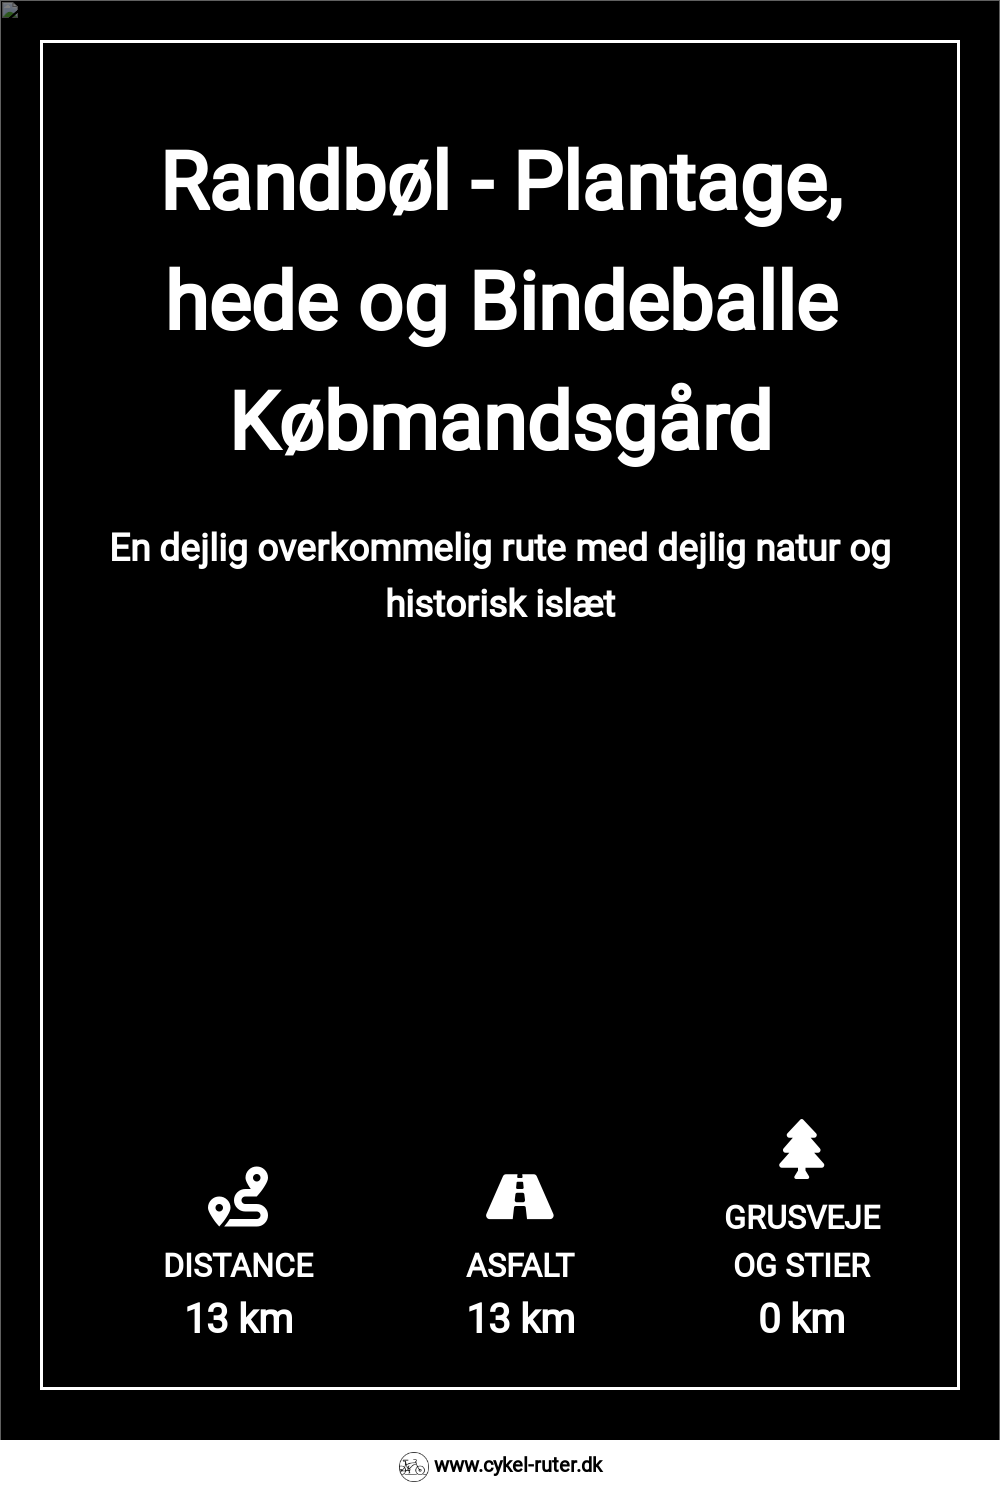 Randbøl - Plantage,
hede og Bindeballe
Købmandsgård
En dejlig overkommelig rute med dejlig natur og
historisk islæt
DISTANCE
13 km
ASFALT
13 km
GRUSVEJE
OG STIER
0 km
www.cykel-ruter.dk